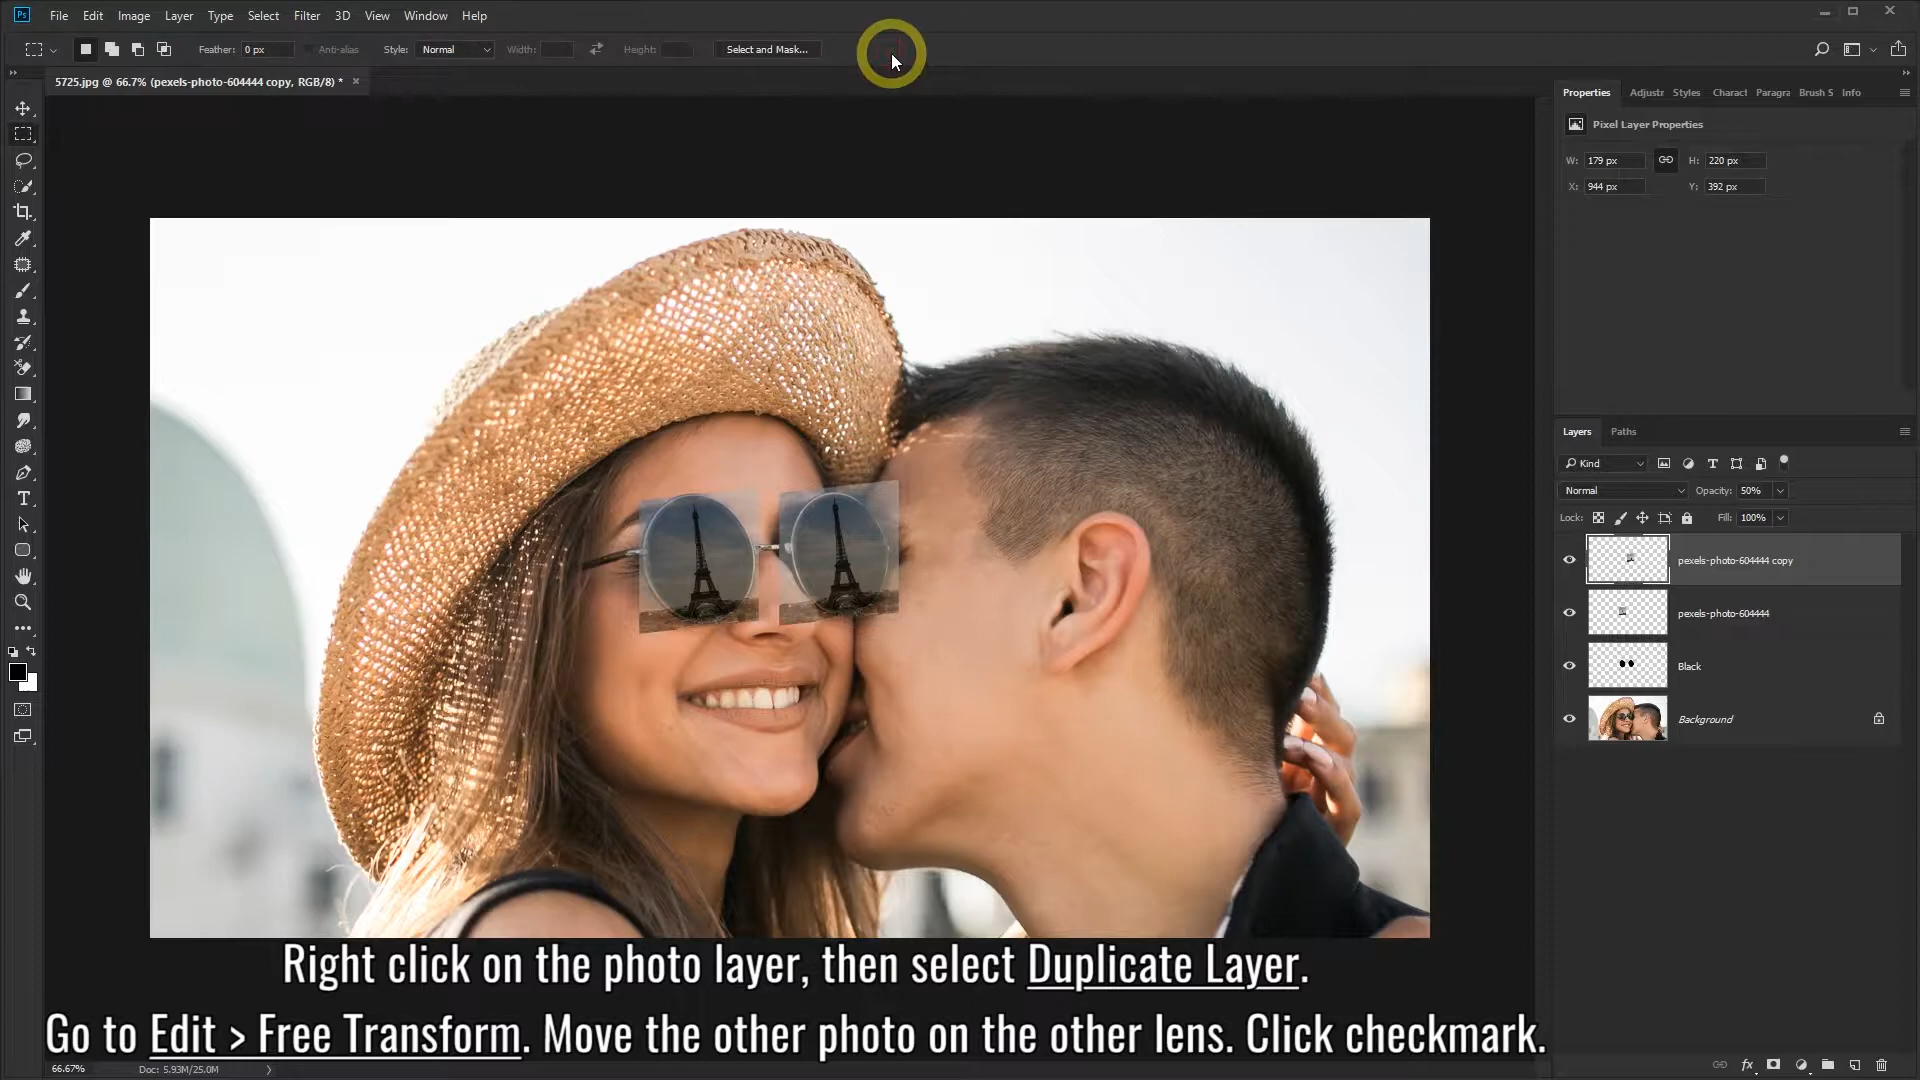 Ps File Edit Image Layer Type Select Filter 3D View Window Help
Feather: 0 px Anti-alias Style: Normal Width: Height: Select and Mask...
5725.jpg @ 66.7% (pexels-photo-604444 copy, RGB/8) * ×
Properties Adjustr Styles Charact Paragra Brush S Info
Pixel Layer Properties
W: 179 px H: 220 px
X: 944 px Y: 392 px
Layers Paths
Kind
Normal Opacity: 50%
Lock: Fill: 100%
pexels-photo-604444 copy
pexels-photo-604444
Black
Background
Right click on the photo layer, then select Duplicate Layer.
Go to Edit > Free Transform. Move the other photo on the other lens. Click checkmark.
66.67% Doc: 5.93M/25.0M